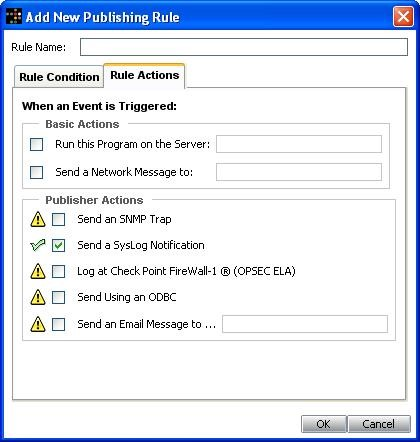 Add New Publishing Rule
Rule Name:
Rule Condition Rule Actions
When an Event is Triggered:
Basic Actions
Run this Program on the Server:
Send a Network Message to:
Publisher Actions
Send an SNMP Trap
Send a SysLog Notification
Log at Check Point FireWall-1 ® (OPSEC ELA)
Send Using an ODBC
Send an Email Message to ...
OK Cancel